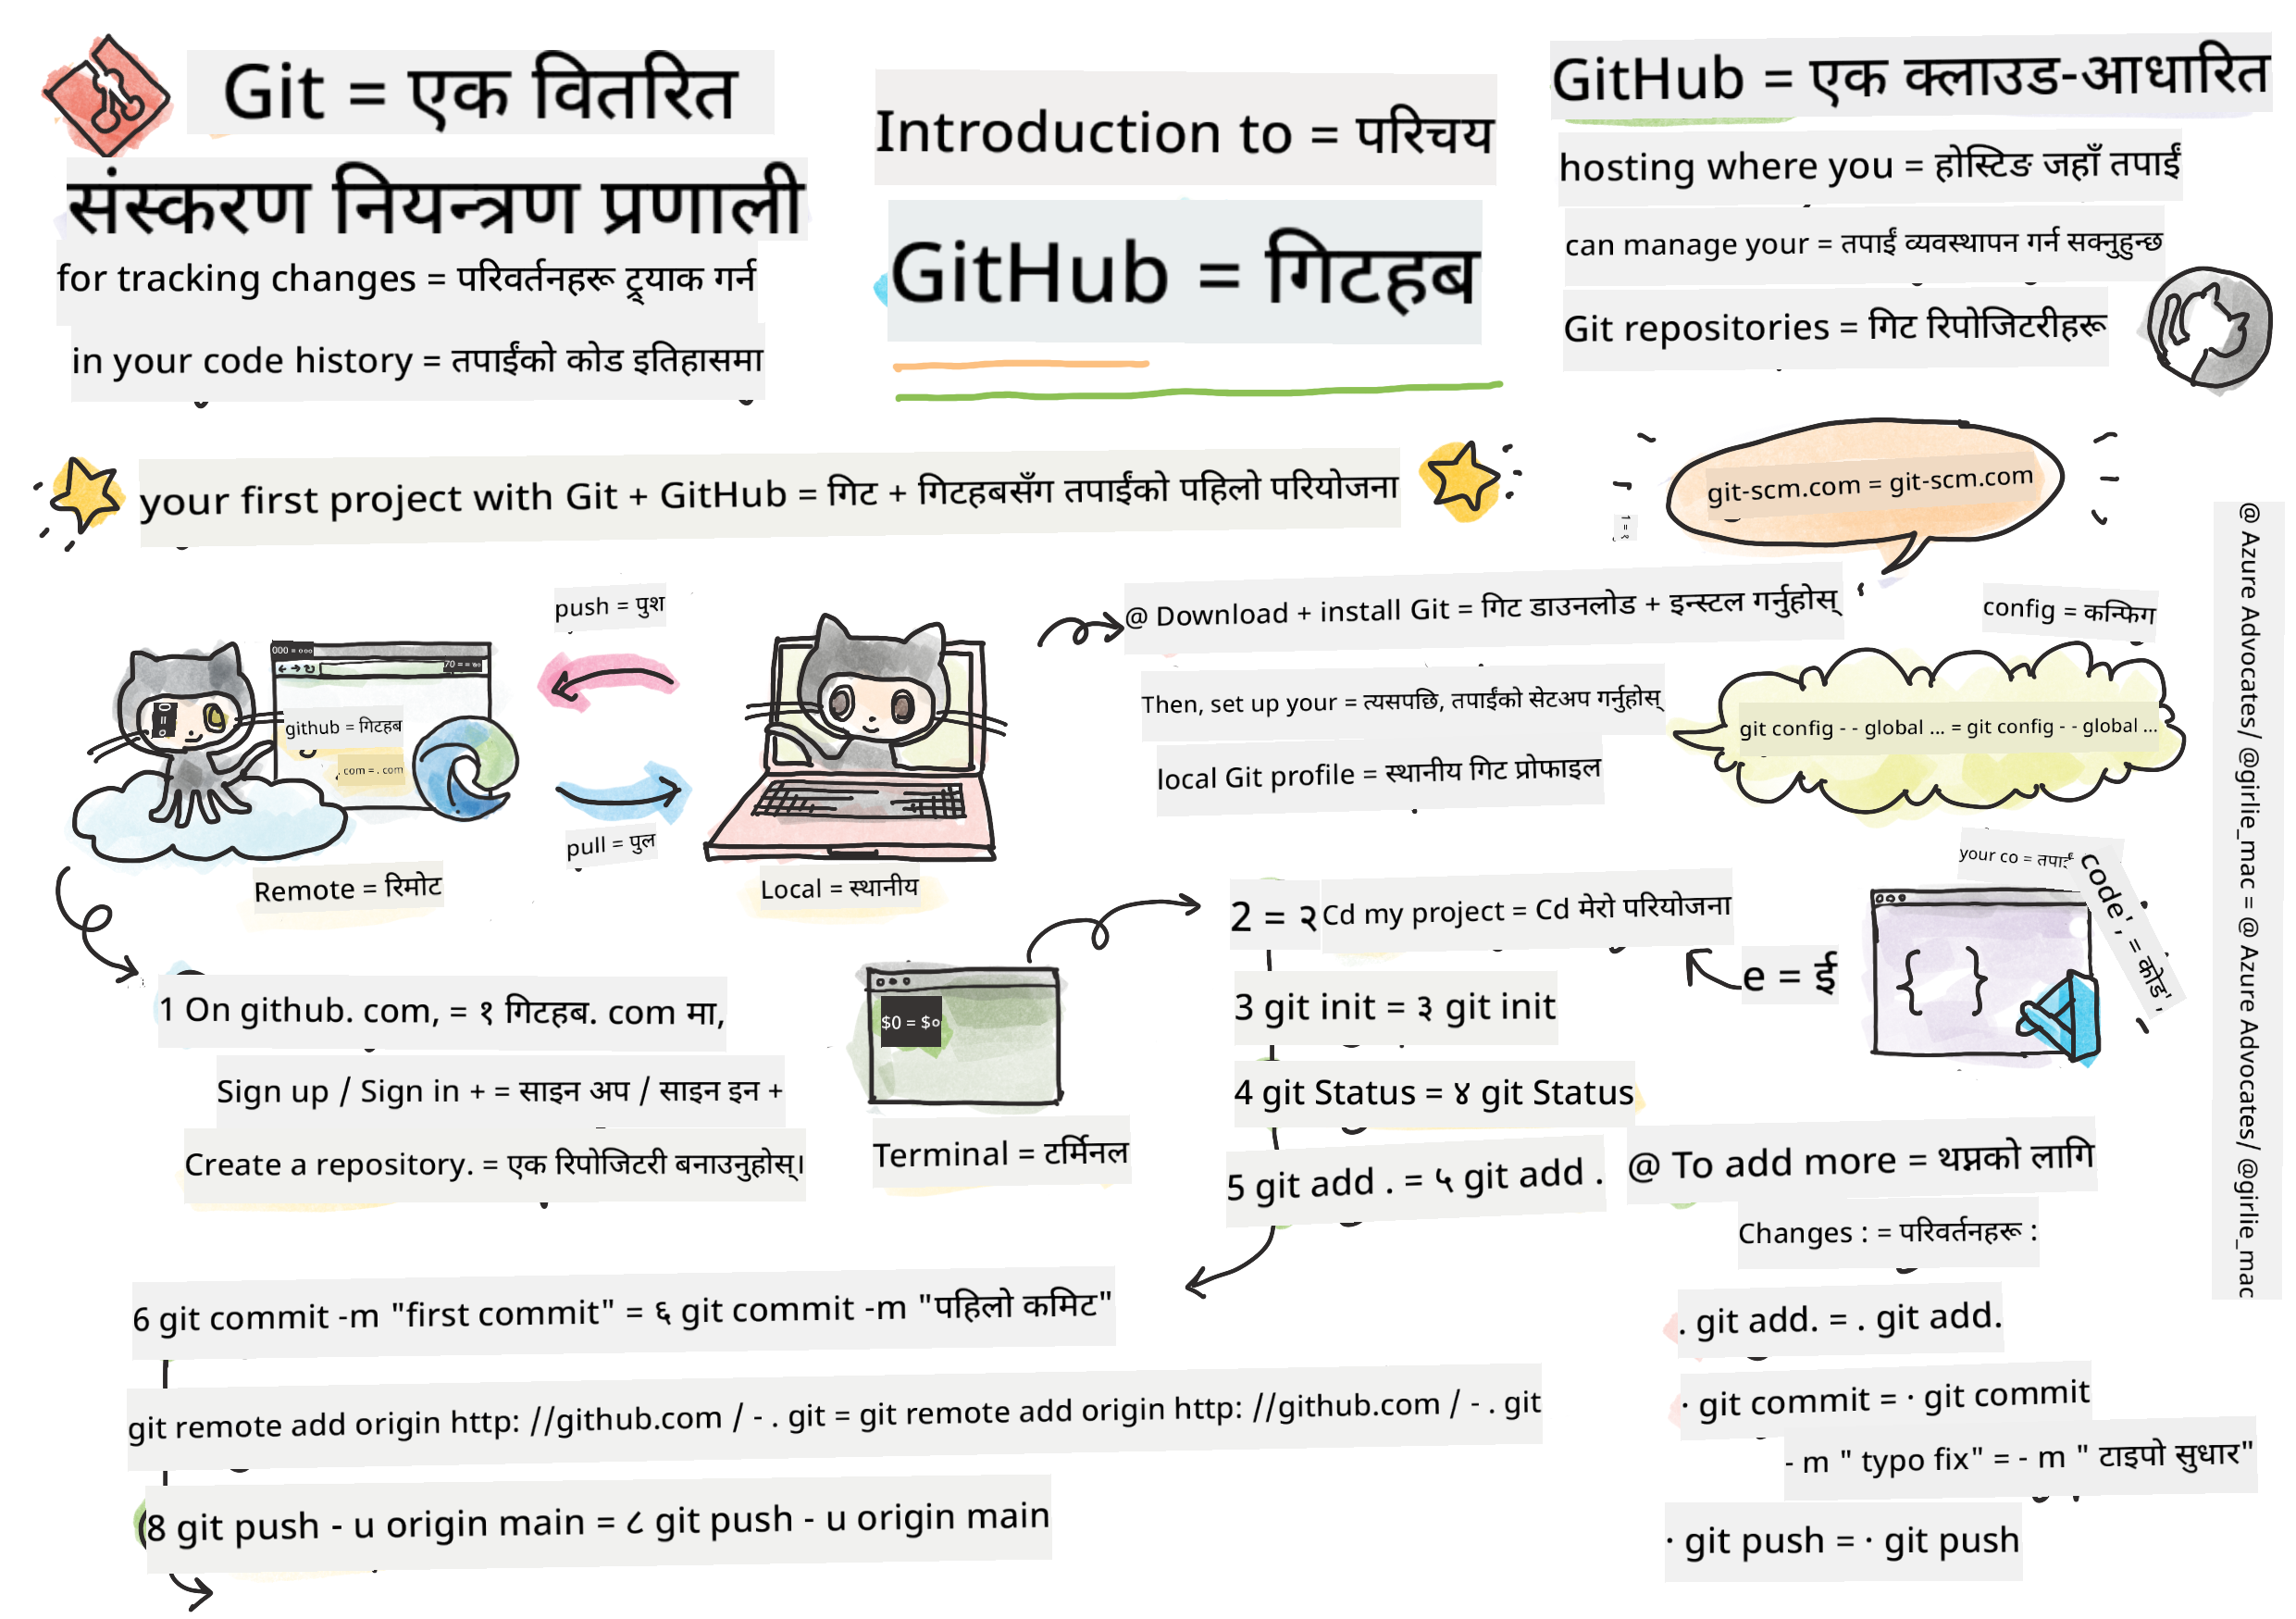 Git = एक वितरित
संस्करण नियन्त्रण प्रणाली
for tracking changes = परिवर्तनहरू ट्र्याक गर्न
in your code history = तपाईंको कोड इतिहासमा
Introduction to = परिचय
GitHub = गिटहब
GitHub = एक क्लाउड-आधारित
hosting where you = होस्टिङ जहाँ तपाईं
can manage your = तपाईं व्यवस्थापन गर्न सक्नुहुन्छ
Git repositories = गिट रिपोजिटरीहरू
your first project with Git + GitHub = गिट + गिटहबसँग तपाईंको पहिलो परियोजना
git-scm.com = git-scm.com
1 = १
@ Azure Advocates/ @girlie_mac = @ Azure Advocates/ @girlie_mac
push = पुश
@ Download + install Git = गिट डाउनलोड + इन्स्टल गर्नुहोस्
config = कन्फिग
000 = ०००
70 = = ७०
github = गिटहब
. com = . com
0 = ०
Then, set up your = त्यसपछि, तपाईंको सेटअप गर्नुहोस्
git config - - global ... = git config - - global ...
local Git profile = स्थानीय गिट प्रोफाइल
pull = पुल
Remote = रिमोट
Local = स्थानीय
your co = तपाईं
code', = कोड',
2 = २
Cd my project = Cd मेरो परियोजना
e = ई
1 On github. com, = १ गिटहब. com मा,
Sign up / Sign in + = साइन अप / साइन इन +
Create a repository. = एक रिपोजिटरी बनाउनुहोस्।
$0 = $०
Terminal = टर्मिनल
3 git init = ३ git init
4 git Status = ४ git Status
5 git add . = ५ git add .
@ To add more = थप्नको लागि
Changes : = परिवर्तनहरू :
. git add. = . git add.
· git commit = · git commit
- m " typo fix" = - m " टाइपो सुधार"
· git push = · git push
6 git commit -m "first commit" = ६ git commit -m "पहिलो कमिट"
git remote add origin http: //github.com / - . git = git remote add origin http: //github.com / - . git
8 git push - u origin main = ८ git push - u origin main